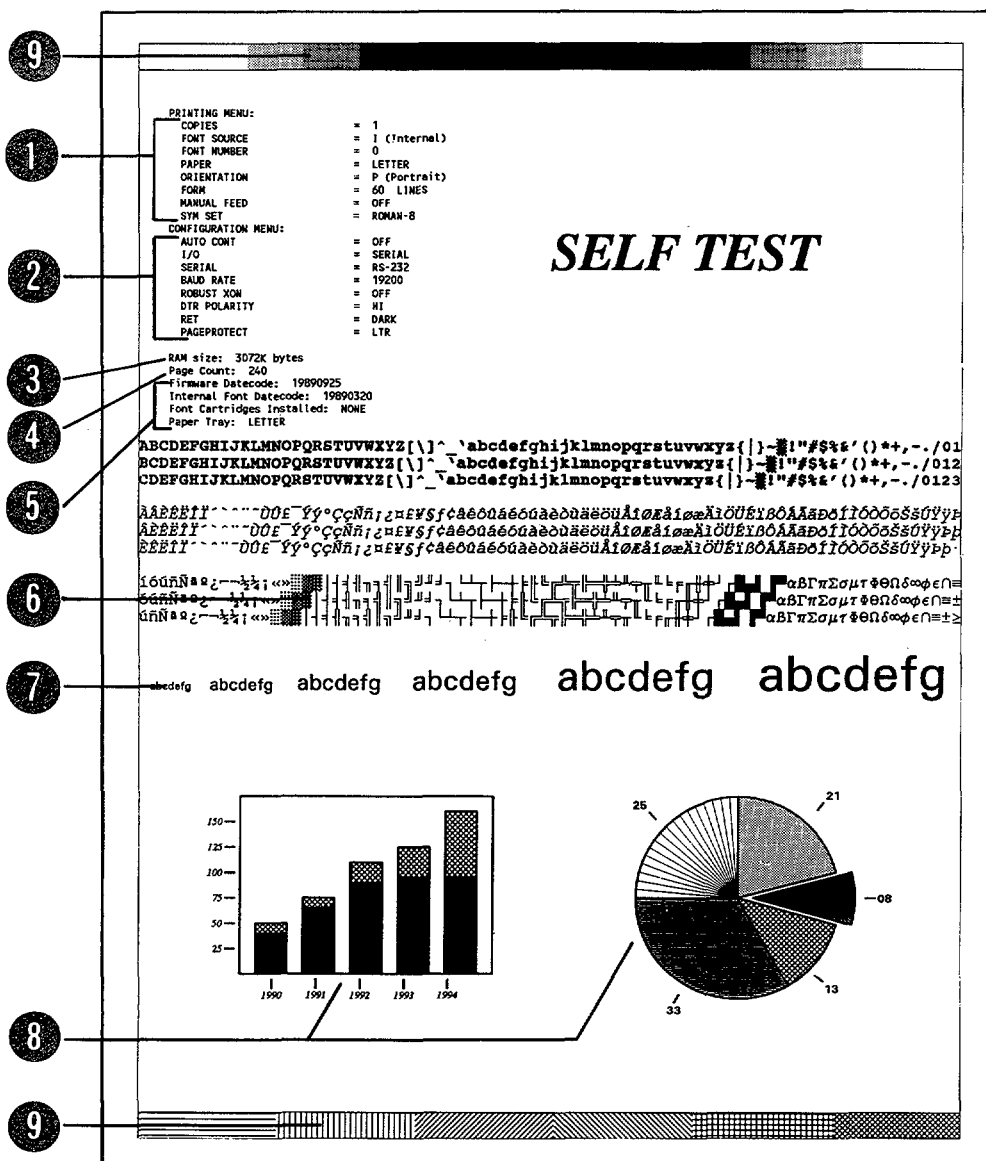 9
PRINTING MENU:
COPIES = 1
1
FONT SOURCE = I (Internal)
FONT NUMBER = 0
PAPER = LETTER
ORIENTATION = P (Portrait)
FORM = 60 LINES
MANUAL FEED = OFF
SYM SET = ROMAN-8
CONFIGURATION MENU:
AUTO CONT = OFF
I/O = SERIAL
2
SERIAL = RS-232
BAUD RATE = 19200
ROBUST XON = OFF
DTR POLARITY = HI
RET = DARK
PAGEPROTECT = LTR
SELF TEST
3
RAM size: 3072K bytes
Page Count: 240
Firmware Datecode: 19890925
Internal Font Datecode: 19890320
Font Cartridges Installed: NONE
Paper Tray: LETTER
4
ABCDEFGHIJKLMNOPQRSTUVWXYZ[\]^_`abcdefghijklmnopqrstuvwxyz{|}~▒!"#$%&'()*+,-./01
BCDEFGHIJKLMNOPQRSTUVWXYZ[\]^_`abcdefghijklmnopqrstuvwxyz{|}~▒!"#$%&'()*+,-./012
CDEFGHIJKLMNOPQRSTUVWXYZ[\]^_`abcdefghijklmnopqrstuvwxyz{|}~▒!"#$%&'()*+,-./0123
5
6
αβΓπΣσμτΦΘΩδ∞φε∩≡
αβΓπΣσμτΦΘΩδ∞φε∩≡±
αβΓπΣσμτΦΘΩδ∞φε∩≡±≥
7
abcdefg abcdefg abcdefg abcdefg abcdefg abcdefg
150
125
100
75
50
25
1990 1991 1992 1993 1994
25
21
08
13
33
8
9